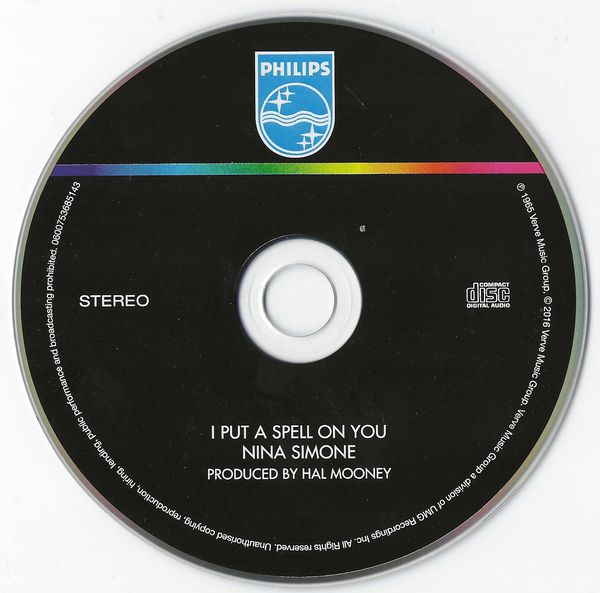 PHILIPS
℗ 1965 Verve Music Group. © 2016 Verve Music Group. Verve Music Group a division of UMG Recordings Inc. All Rights reserved. Unauthorised copying, reproduction, hiring, lending, public performance and broadcasting prohibited. 0600753685143
STEREO
COMPACT
disc
DIGITAL AUDIO
I PUT A SPELL ON YOU
NINA SIMONE
PRODUCED BY HAL MOONEY